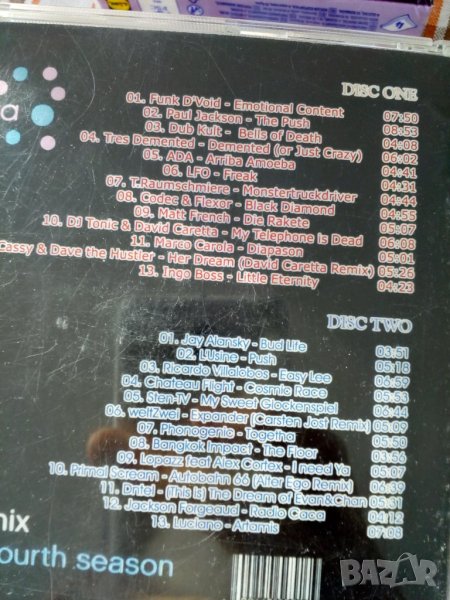 a
DISC ONE
01. Funk D'Void - Emotional Content 07:50
02. Paul Jackson - The Push 08:53
03. Dub Kult - Bells of Death 04:08
04. Tres Demented - Demented (or Just Crazy) 06:02
05. ADA - Arriba Amoeba 04:41
06. LFO - Freak 04:31
07. T.Raumschmiere - Monstertruckdriver 04:44
08. Codec & Flexor - Black Diamond 04:55
09. Matt French - Die Rakete 05:07
10. DJ Tonic & David Caretta - My Telephone is Dead 06:08
11. Marco Carola - Diapason 05:01
Cassy & Dave the Hustler - Her Dream (David Caretta Remix) 05:26
13. Ingo Boss - Little Eternity 04:23
DISC TWO
01. Jay Alansky - Bud Life 03:51
02. L'Usine - Push 05:18
03. Ricardo Villalobos - Easy Lee 06:59
04. Chateau Flight - Cosmic Race 05:53
05. Sten-TV - My Sweet Glockenspiel 06:44
06. weltZwei - Expander (Carsten Jost Remix) 05:09
07. Phonogenic - Togetha 05:50
08. Bangkok Impact - The Floor 03:56
09. Lopazz feat Alex Cortex - I need Ya 05:07
10. Primal Scream - Autobahn 66 (Alter Ego Remix) 06:39
11. Dntel - (This is) The Dream of Evan&Chan 05:31
12. Jackson Forgeaud - Radio Caca 04:12
13. Luciano - Artamis 07:08
nix
ourth season
BAZAR